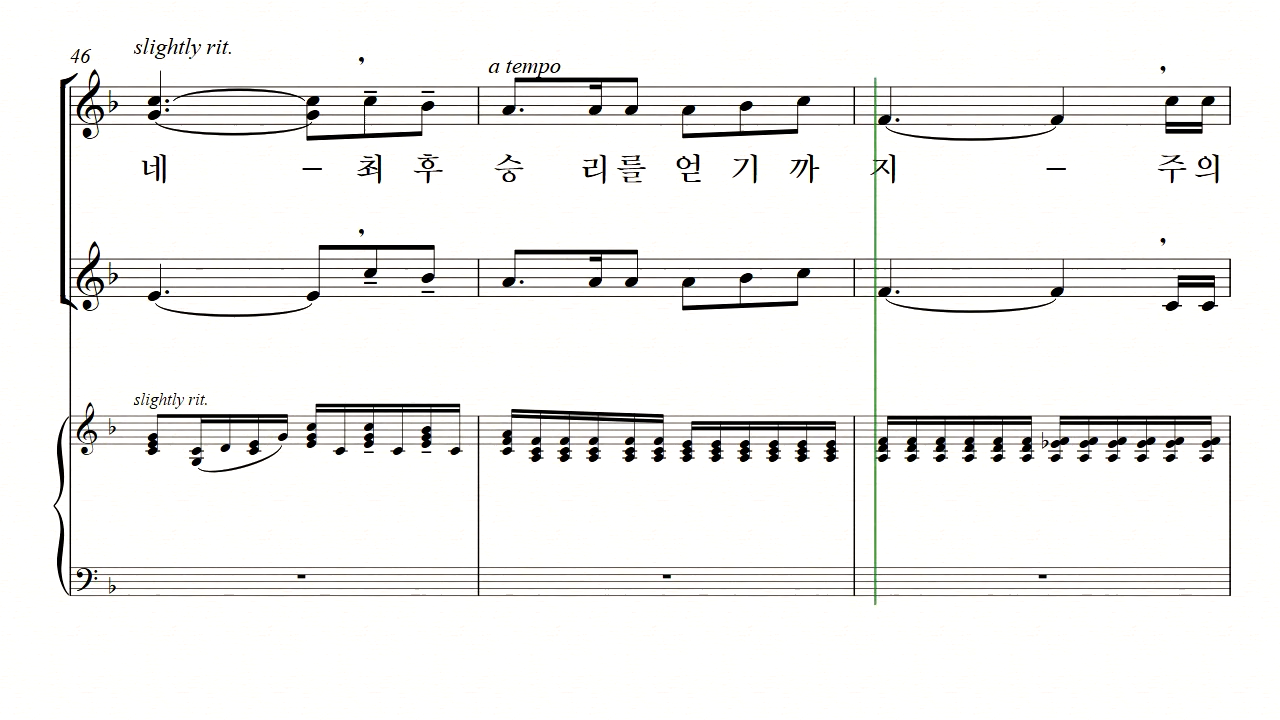 46
slightly rit.
a tempo
네 – 최 후 승 리 를 얻 기 까 지 – 주 의
slightly rit.